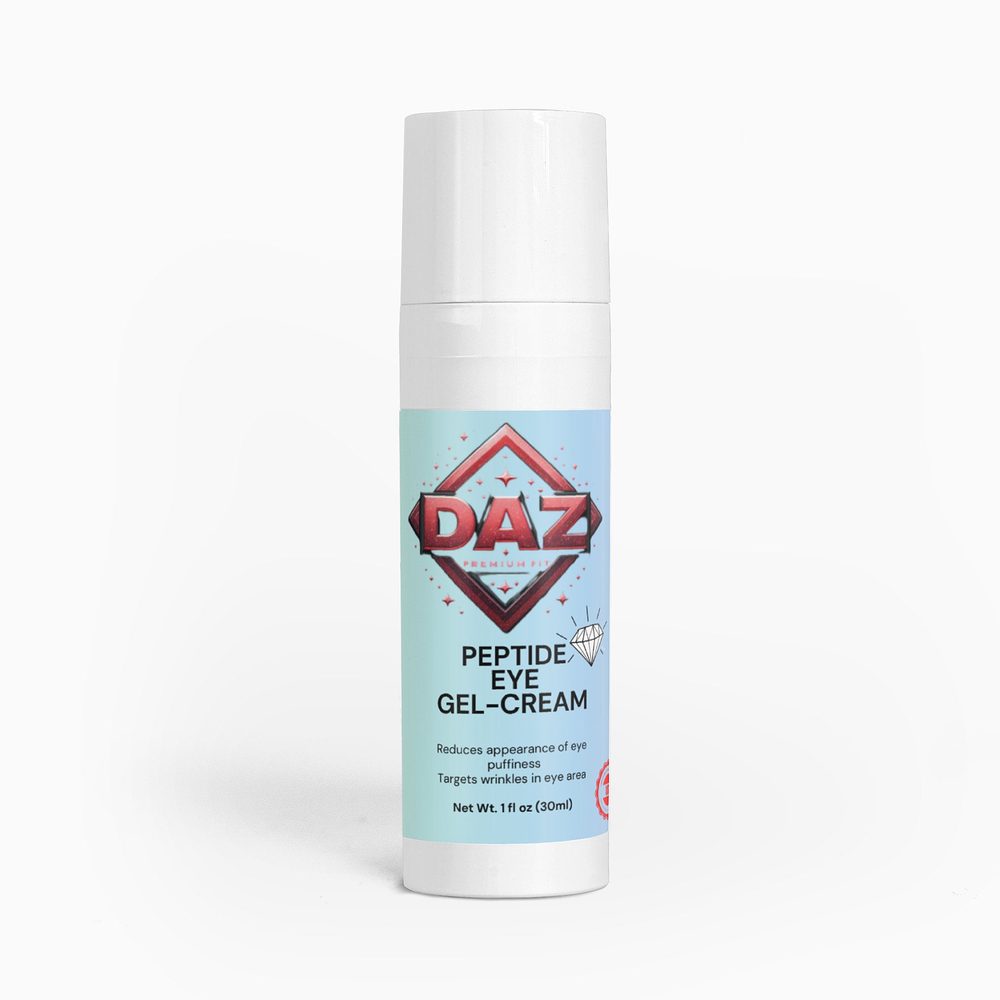 DAZ
PREMIUM FIT
PEPTIDE
EYE
GEL-CREAM
Reduces appearance of eye
puffiness
Targets wrinkles in eye area
Net Wt. 1 fl oz (30ml)